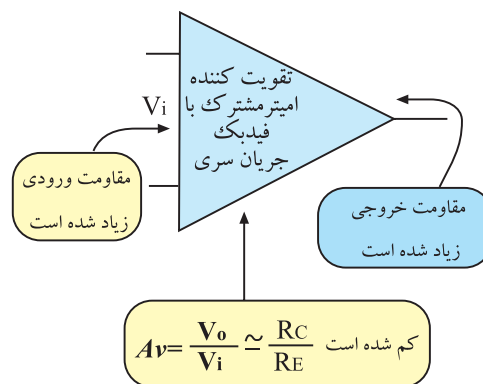 تقویت کننده
امیترمشترك با
فیدبک
جریان سری
Vi
مقاومت ورودی
زیاد شده است
مقاومت خروجی
زیاد شده است
Av = Vo / Vi ≃ RC / RE کم شده است